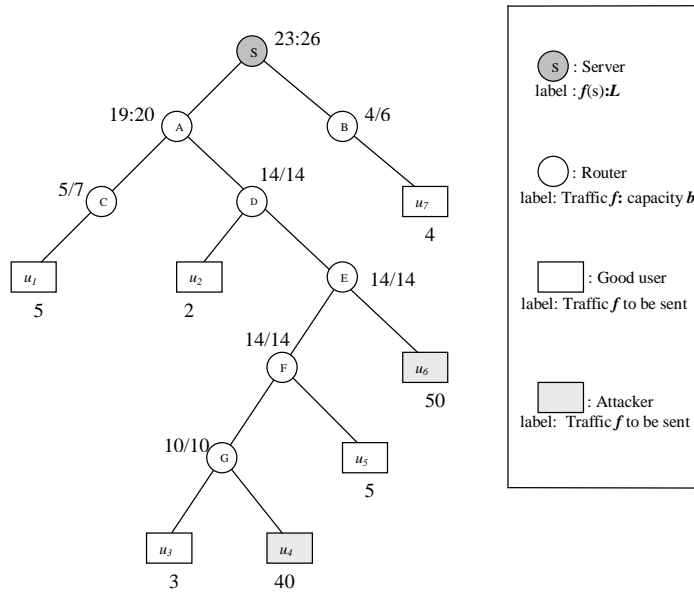 S 23:26
19:20 A
B 4/6
5/7 C
14/14 D
u7
4
u1
5
u2
2
E 14/14
14/14 F
u6
50
10/10 G
u5
5
u3
3
u4
40
S : Server
label : f(s):L
: Router
label: Traffic f: capacity b
: Good user
label: Traffic f to be sent
: Attacker
label: Traffic f to be sent